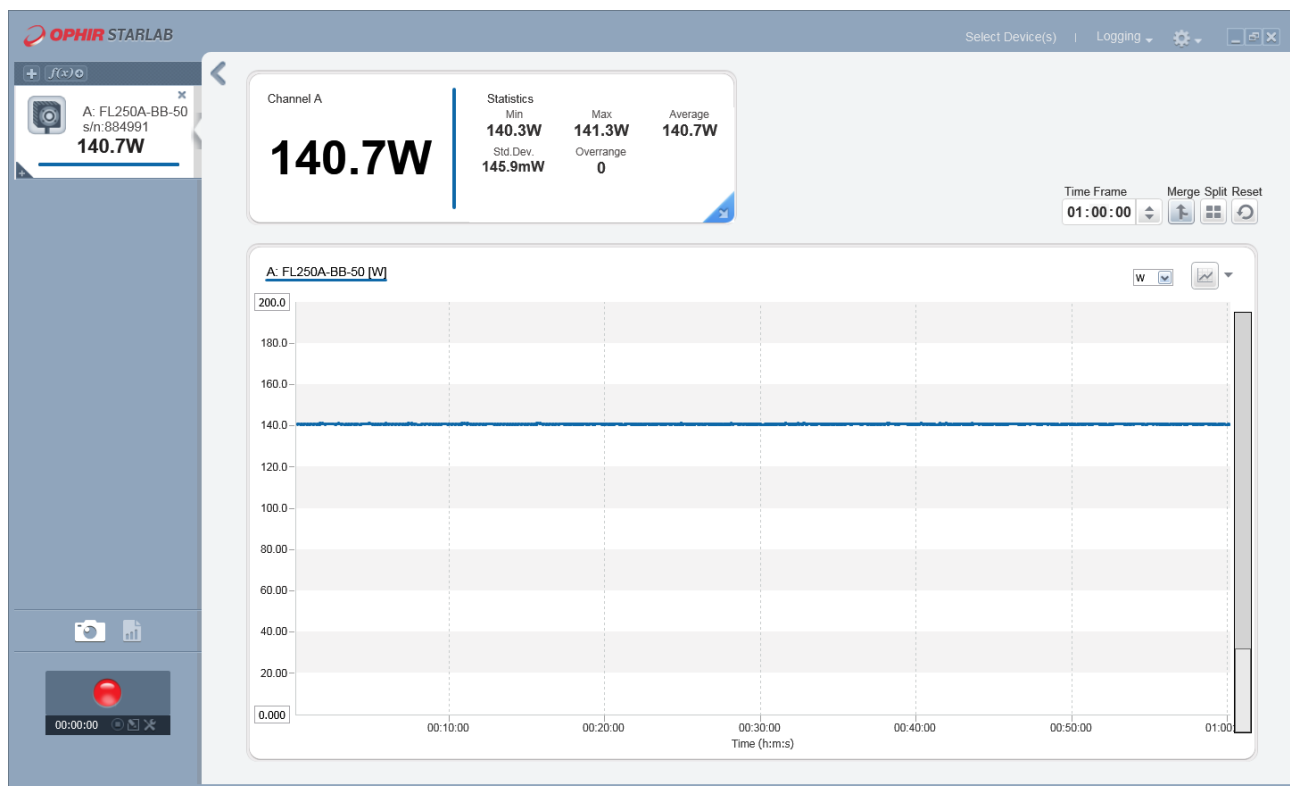 OPHIR STARLAB
Select Device(s) | Logging
f(x)
A: FL250A-BB-50
s/n:884991
140.7W
Channel A
140.7W
Statistics
Min Max Average
140.3W 141.3W 140.7W
Std.Dev. Overrange
145.9mW 0
Time Frame Merge Split Reset
01:00:00
A: FL250A-BB-50 [W]
W
200.0
180.0
160.0
140.0
120.0
100.0
80.00
60.00
40.00
20.00
0.000
00:10:00 00:20:00 00:30:00 00:40:00 00:50:00 01:00:
Time (h:m:s)
00:00:00